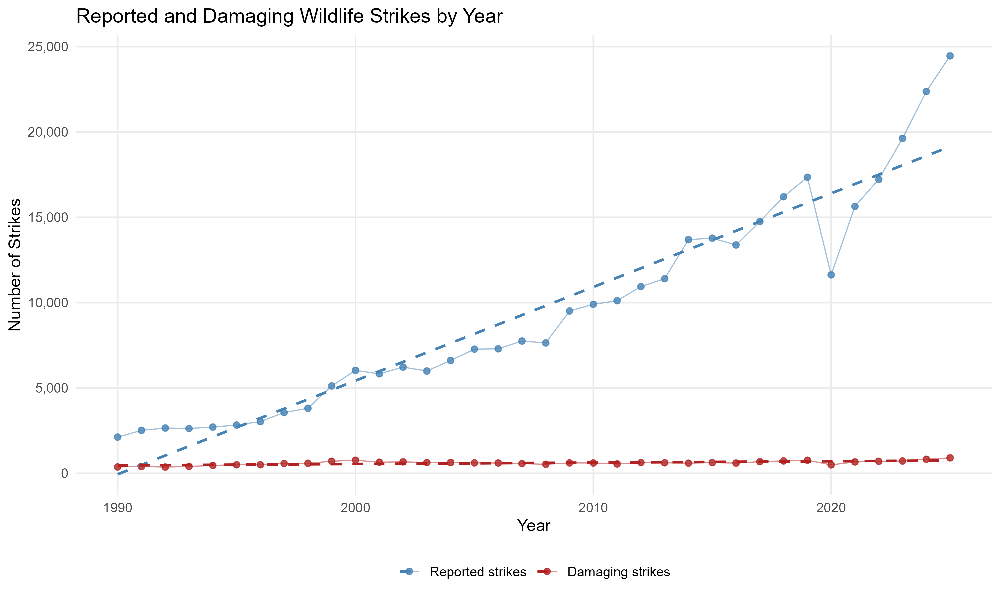 Reported and Damaging Wildlife Strikes by Year
25,000
20,000
15,000
10,000
5,000
0
Number of Strikes
1990 2000 2010 2020
Year
Reported strikes Damaging strikes